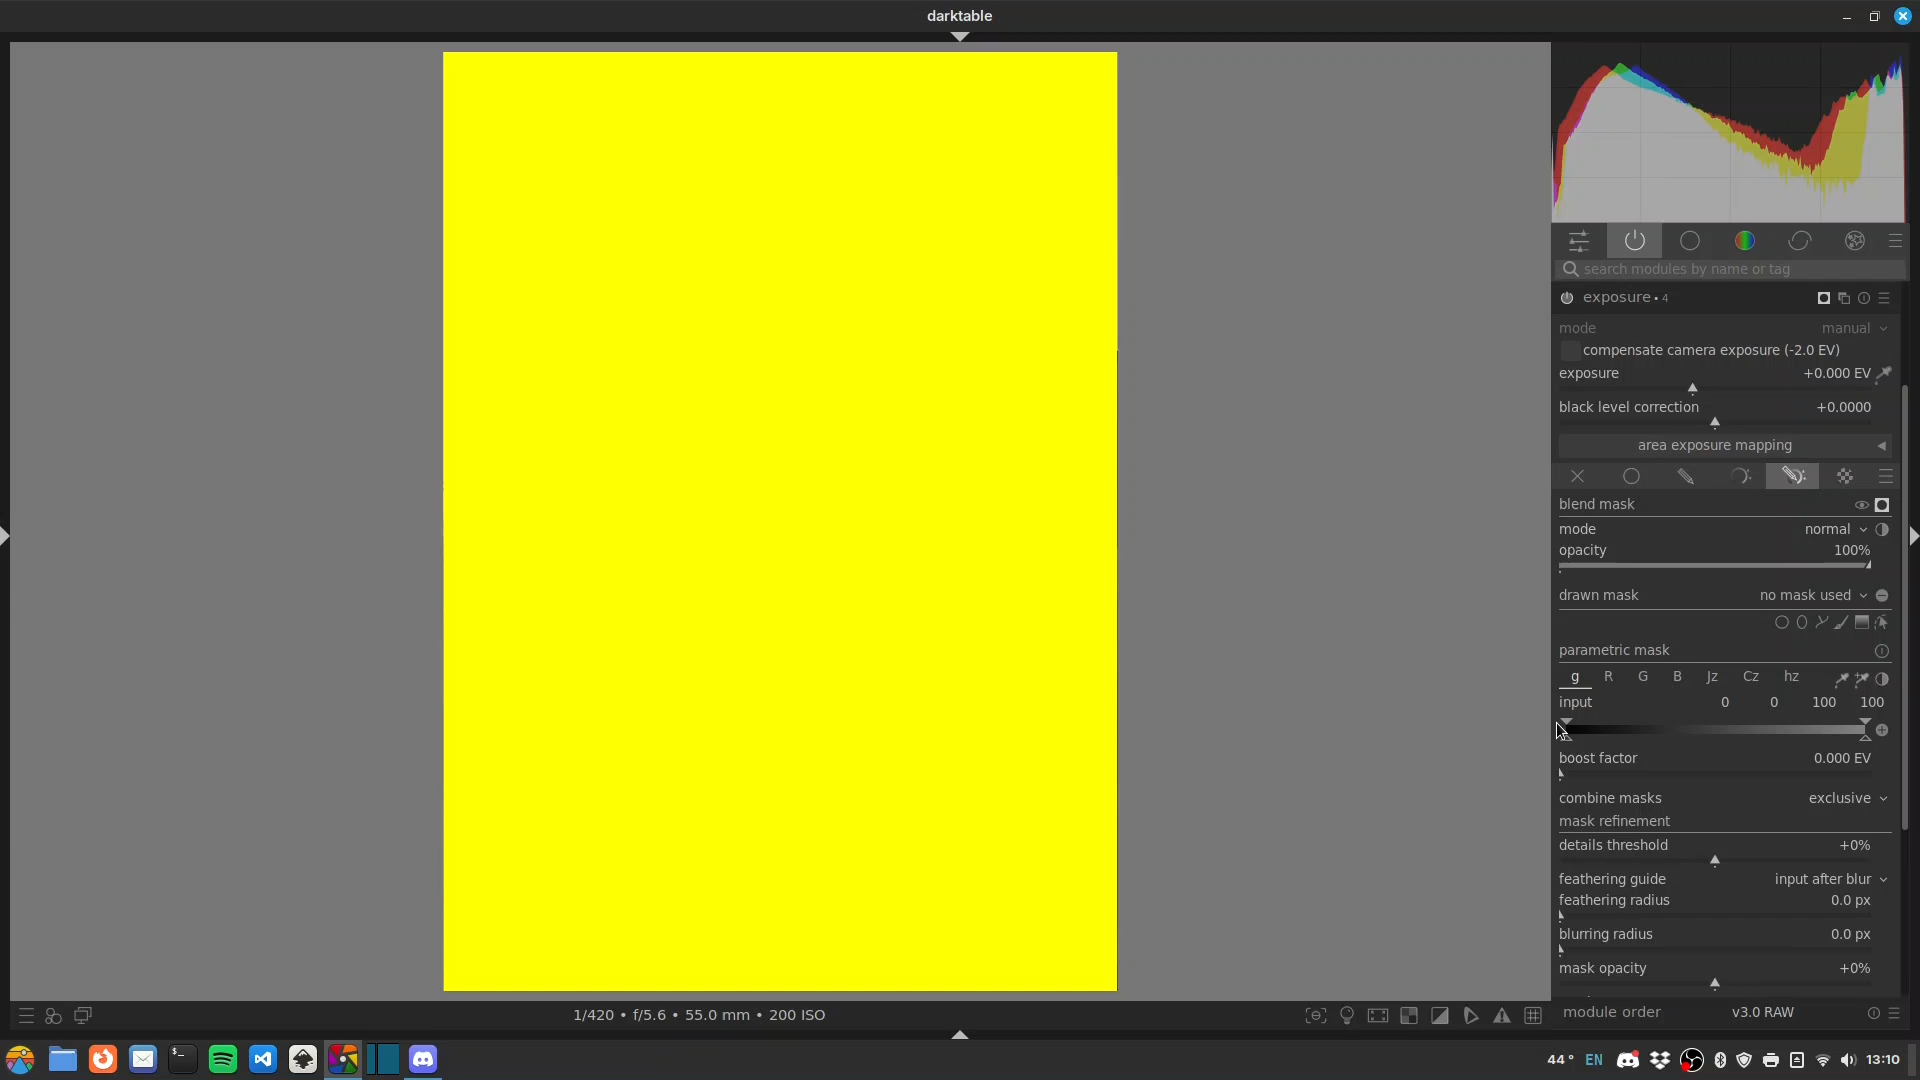 darktable
search modules by name or tag
exposure • 4
mode manual
compensate camera exposure (-2.0 EV)
exposure +0.000 EV
black level correction +0.0000
area exposure mapping
blend mask
mode normal
opacity 100%
drawn mask no mask used
parametric mask
g R G B Jz Cz hz
input 0 0 100 100
boost factor 0.000 EV
combine masks exclusive
mask refinement
details threshold +0%
feathering guide input after blur
feathering radius 0.0 px
blurring radius 0.0 px
mask opacity +0%
1/420 • f/5.6 • 55.0 mm • 200 ISO
module order v3.0 RAW
44° EN 13:10